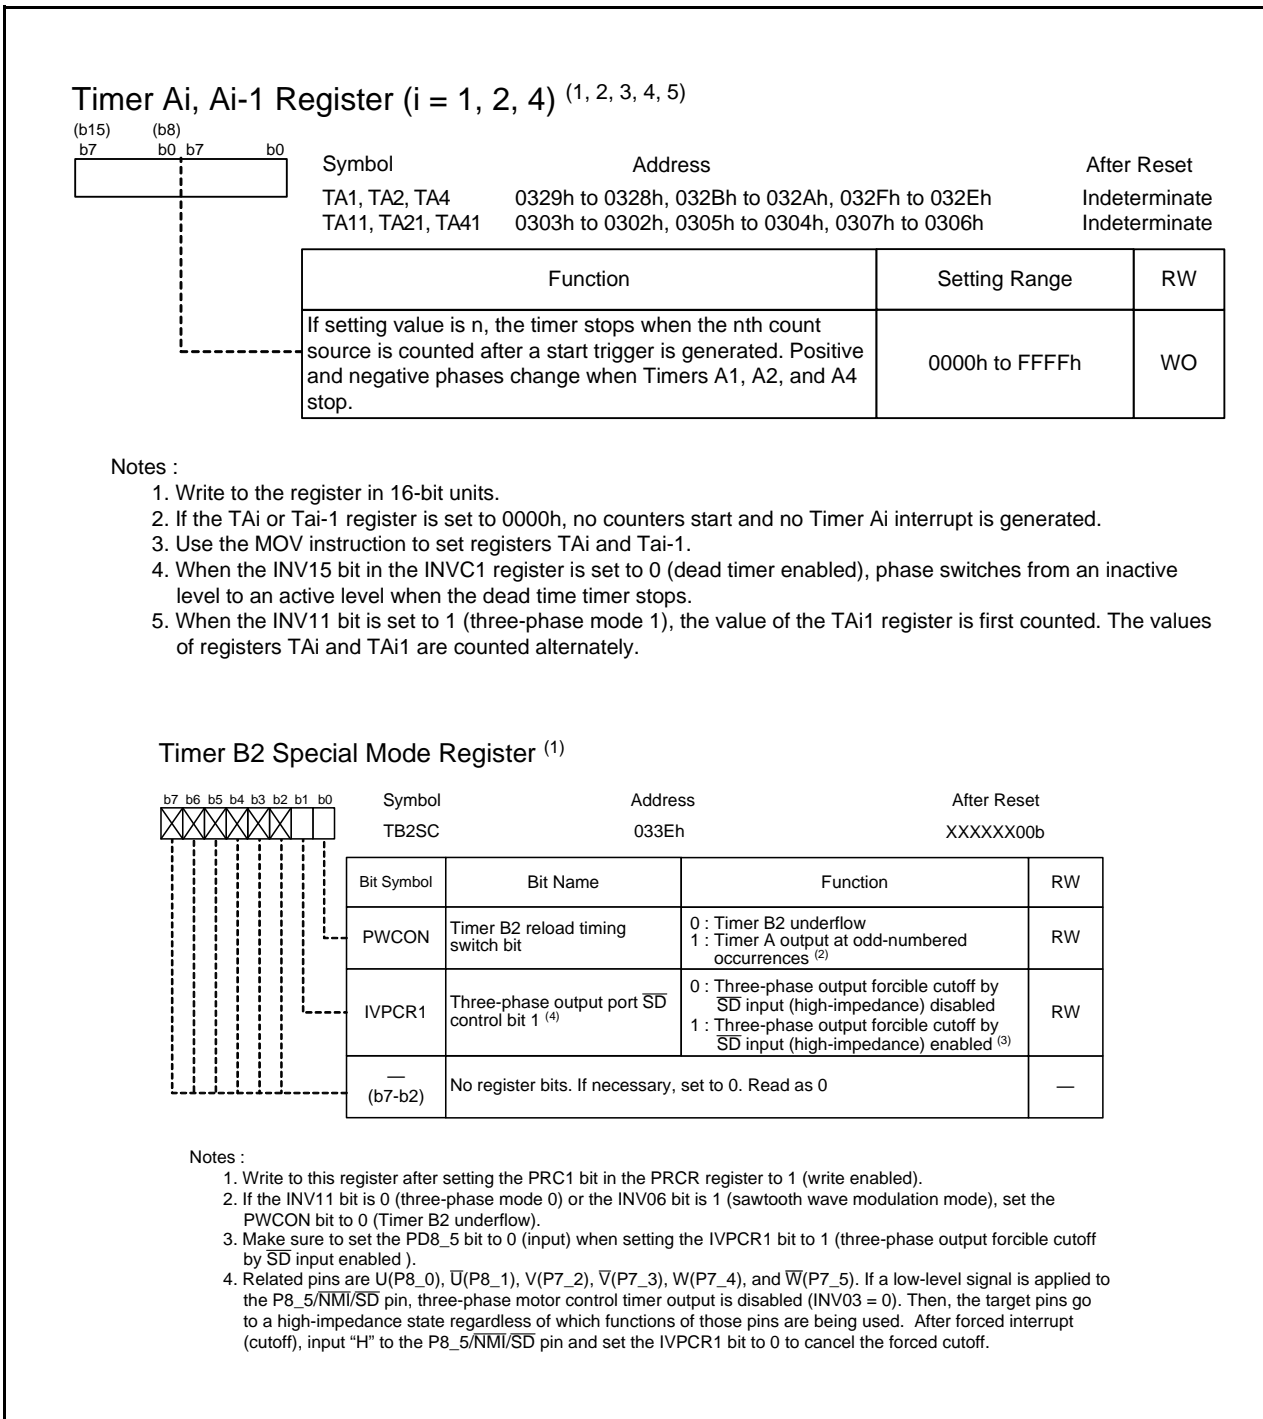 Timer Ai, Ai-1 Register (i = 1, 2, 4) (1, 2, 3, 4, 5)
(b15) (b8)
b7 b0 b7 b0
Symbol Address After Reset
TA1, TA2, TA4 0329h to 0328h, 032Bh to 032Ah, 032Fh to 032Eh Indeterminate
TA11, TA21, TA41 0303h to 0302h, 0305h to 0304h, 0307h to 0306h Indeterminate
Function Setting Range RW
If setting value is n, the timer stops when the nth count
source is counted after a start trigger is generated. Positive
and negative phases change when Timers A1, A2, and A4
stop.
0000h to FFFFh WO
Notes :
1. Write to the register in 16-bit units.
2. If the TAi or Tai-1 register is set to 0000h, no counters start and no Timer Ai interrupt is generated.
3. Use the MOV instruction to set registers TAi and Tai-1.
4. When the INV15 bit in the INVC1 register is set to 0 (dead timer enabled), phase switches from an inactive
level to an active level when the dead time timer stops.
5. When the INV11 bit is set to 1 (three-phase mode 1), the value of the TAi1 register is first counted. The values
of registers TAi and TAi1 are counted alternately.
Timer B2 Special Mode Register (1)
b7 b6 b5 b4 b3 b2 b1 b0
Symbol Address After Reset
TB2SC 033Eh XXXXXX00b
Bit Symbol Bit Name Function RW
PWCON
Timer B2 reload timing
switch bit
0 : Timer B2 underflow
1 : Timer A output at odd-numbered
occurrences (2)
RW
IVPCR1
Three-phase output port S̅D̅
control bit 1 (4)
0 : Three-phase output forcible cutoff by
S̅D̅ input (high-impedance) disabled
1 : Three-phase output forcible cutoff by
S̅D̅ input (high-impedance) enabled (3)
RW
—
(b7-b2)
No register bits. If necessary, set to 0. Read as 0
—
Notes :
1. Write to this register after setting the PRC1 bit in the PRCR register to 1 (write enabled).
2. If the INV11 bit is 0 (three-phase mode 0) or the INV06 bit is 1 (sawtooth wave modulation mode), set the
PWCON bit to 0 (Timer B2 underflow).
3. Make sure to set the PD8_5 bit to 0 (input) when setting the IVPCR1 bit to 1 (three-phase output forcible cutoff
by S̅D̅ input enabled ).
4. Related pins are U(P8_0), U̅(P8_1), V(P7_2), V̅(P7_3), W(P7_4), and W̅(P7_5). If a low-level signal is applied to
the P8_5/N̅M̅I̅/S̅D̅ pin, three-phase motor control timer output is disabled (INV03 = 0). Then, the target pins go
to a high-impedance state regardless of which functions of those pins are being used. After forced interrupt
(cutoff), input “H” to the P8_5/N̅M̅I̅/S̅D̅ pin and set the IVPCR1 bit to 0 to cancel the forced cutoff.